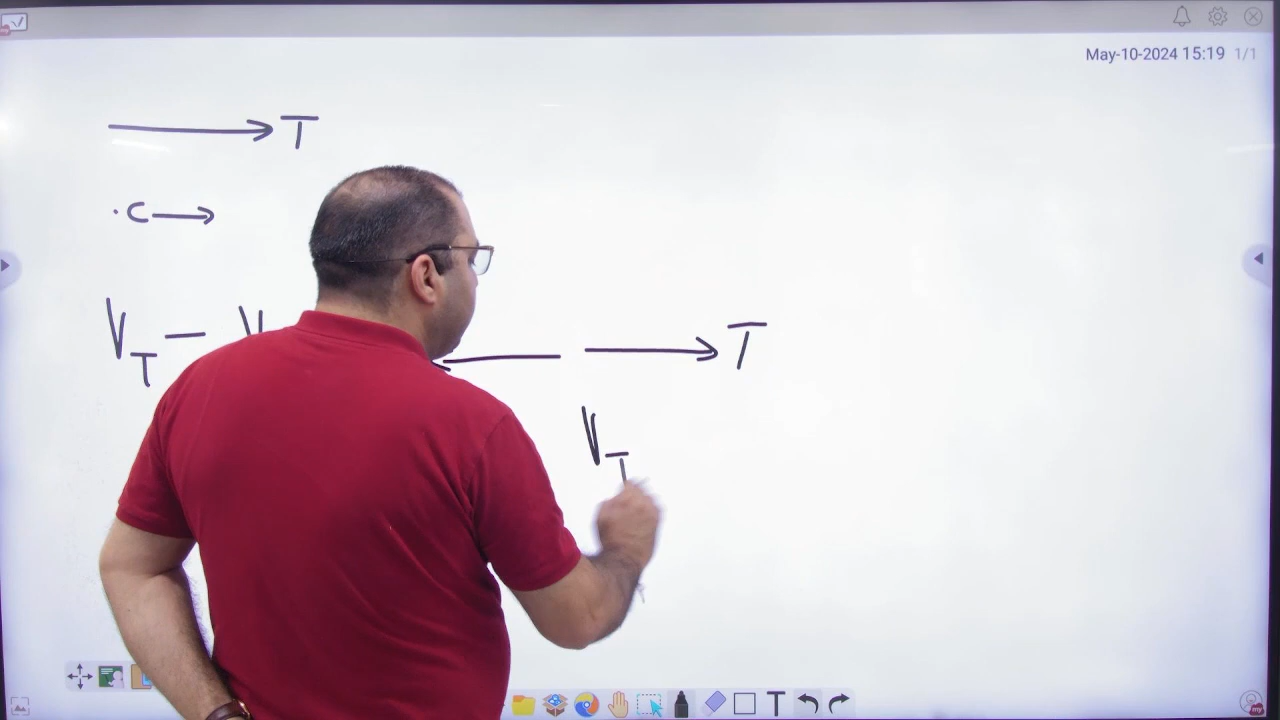 May-10-2024 15:19 1/1
→ T
.C →
V_T — V
→ T
V_T
T